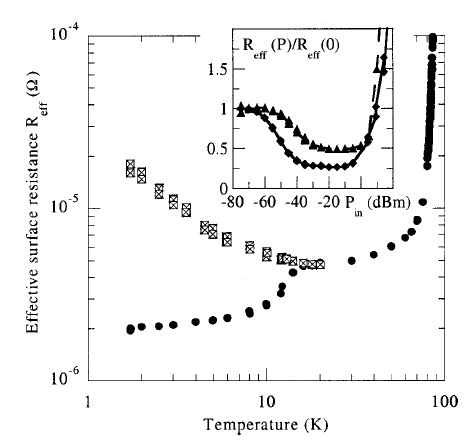 R_eff (P)/R_eff(0)
1.5
1
0.5
0
-80 -60 -40 -20 P_in (dBm)
10^-4
10^-5
10^-6
Effective surface resistance R_eff (Ω)
1 10 100
Temperature (K)